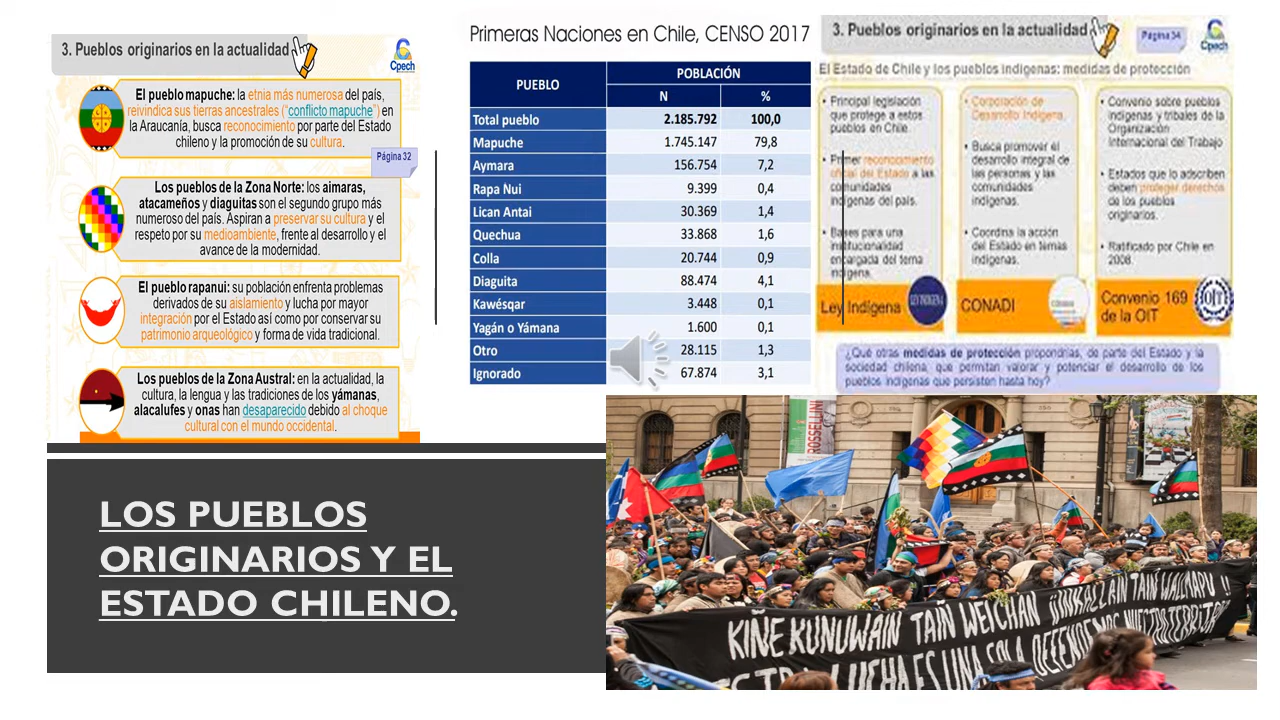 3. Pueblos originarios en la actualidad
Cpech
El pueblo mapuche: la etnia más numerosa del país,
reivindica sus tierras ancestrales ("conflicto mapuche") en
la Araucanía, busca reconocimiento por parte del Estado
chileno y la promoción de su cultura.
Página 32
Los pueblos de la Zona Norte: los aimaras,
atacameños y diaguitas son el segundo grupo más
numeroso del país. Aspiran a preservar su cultura y el
respeto por su medioambiente, frente al desarrollo y el
avance de la modernidad.
El pueblo rapanui: su población enfrenta problemas
derivados de su aislamiento y lucha por mayor
integración por el Estado así como por conservar su
patrimonio arqueológico y forma de vida tradicional.
Los pueblos de la Zona Austral: en la actualidad, la
cultura, la lengua y las tradiciones de los yámanas,
alacalufes y onas han desaparecido debido al choque
cultural con el mundo occidental.
Primeras Naciones en Chile, CENSO 2017
PUEBLO POBLACIÓN
N %
Total pueblo 2.185.792 100,0
Mapuche 1.745.147 79,8
Aymara 156.754 7,2
Rapa Nui 9.399 0,4
Lican Antai 30.369 1,4
Quechua 33.868 1,6
Colla 20.744 0,9
Diaguita 88.474 4,1
Kawésqar 3.448 0,1
Yagán o Yámana 1.600 0,1
Otro 28.115 1,3
Ignorado 67.874 3,1
3. Pueblos originarios en la actualidad
Página 34
Cpech
El Estado de Chile y los pueblos indígenas: medidas de protección
• Principal legislación
que protege a estos
pueblos en Chile.
• Primer reconocimiento
oficial del Estado a las
comunidades
indígenas del país.
• Bases para una
institucionalidad
encargada del tema
indígena.
Ley Indígena
LEY INDÍGENA
• Corporación de
Desarrollo Indígena.
• Busca promover el
desarrollo integral de
las personas y las
comunidades
indígenas.
• Coordina la acción
del Estado en temas
indígenas.
CONADI
• Convenio sobre pueblos
indígenas y tribales de la
Organización
Internacional del Trabajo
• Estados que lo adscriben
deben proteger derechos
de los pueblos
originarios.
• Ratificado por Chile en
2008.
Convenio 169
de la OIT
OIT
¿Qué otras medidas de protección propondrías, de parte del Estado y la
sociedad chilena, que permitan valorar y potenciar el desarrollo de los
pueblos indígenas que persisten hasta hoy?
LOS PUEBLOS
ORIGINARIOS Y EL
ESTADO CHILENO.
ROSSELLINI
KIÑE KUNUWAIN TAIÑ WEICHAN TAIÑ WALLMAPU !!
LUCHA ES UNA SOLA DEFENDEMOS NUESTRO